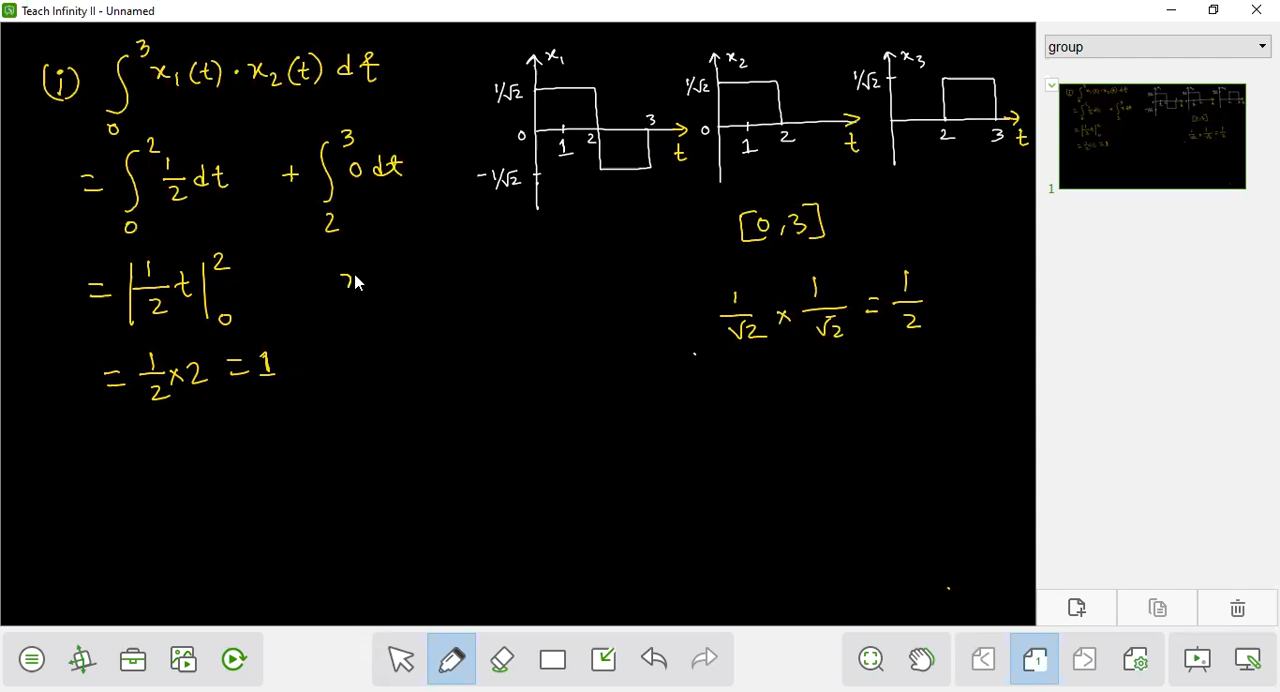 Teach Infinity II - Unnamed
group
(i) ∫₀³ x₁(t) · x₂(t) dt
= ∫₀² 1/2 dt + ∫₂³ 0 dt
= |1/2 t|₀²
= 1/2 × 2 = 1
x₁
1/√2
0
1
2
3
t
-1/√2
x₂
1/√2
0
1
2
t
x₃
1/√2
2
3
t
[0, 3]
1/√2 × 1/√2 = 1/2
1
1